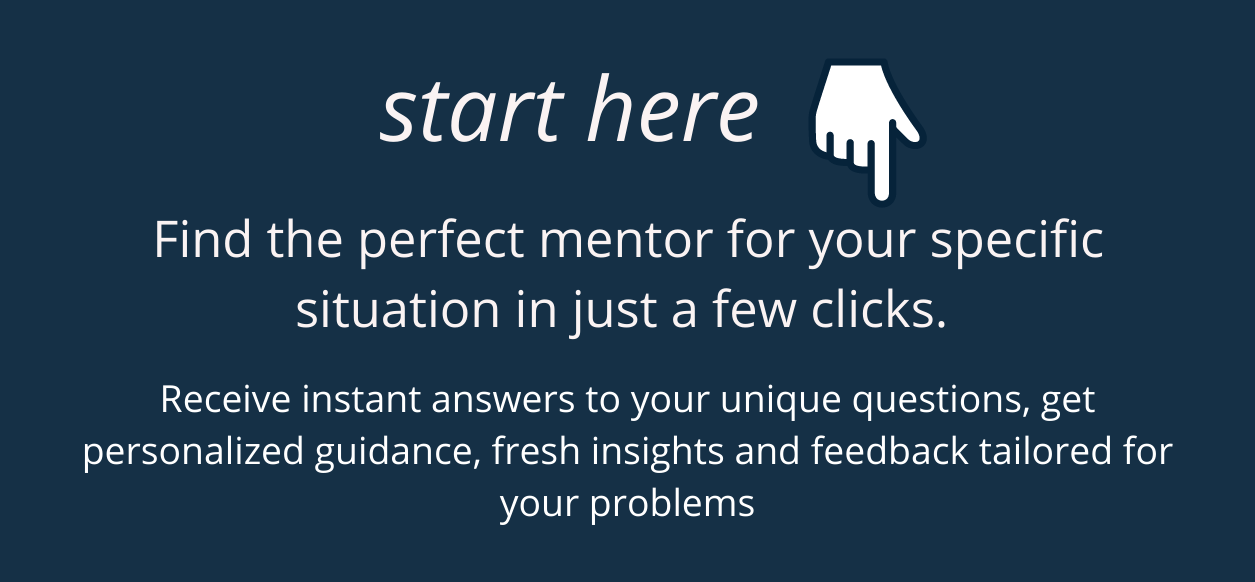 start here
Find the perfect mentor for your specific
situation in just a few clicks.
Receive instant answers to your unique questions, get
personalized guidance, fresh insights and feedback tailored for
your problems